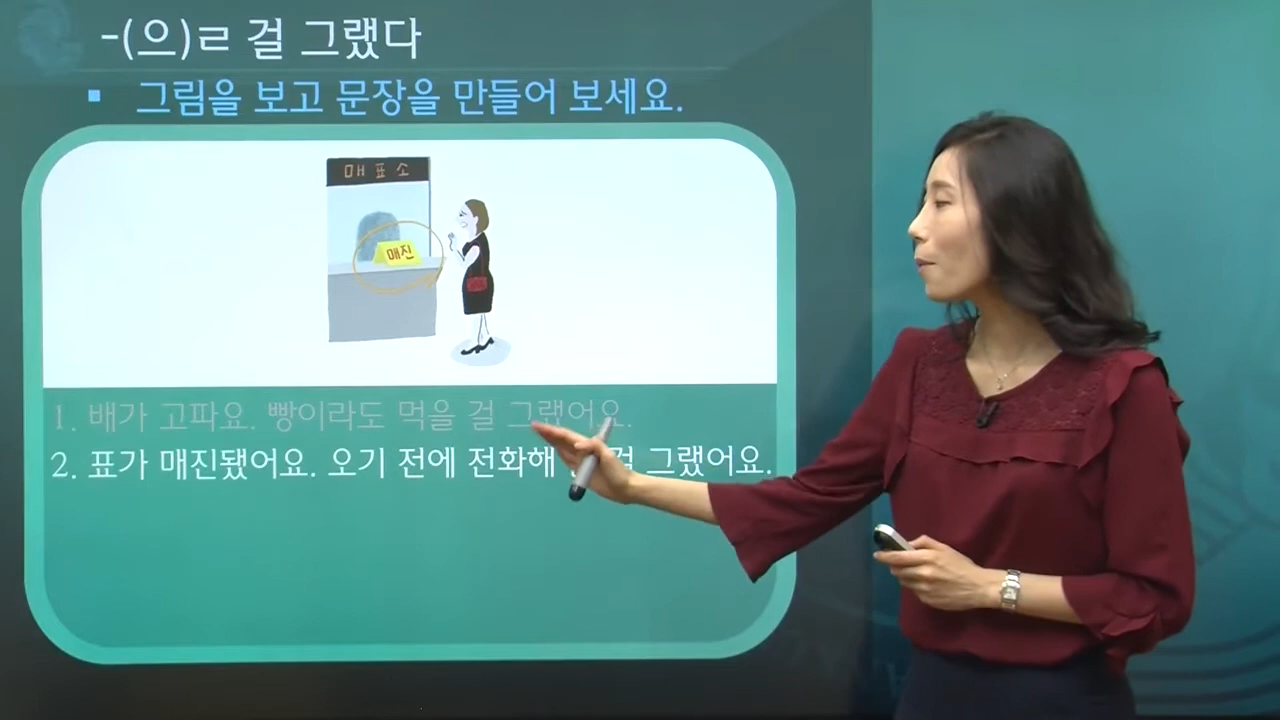 -(으)ㄹ 걸 그랬다
▪ 그림을 보고 문장을 만들어 보세요.
매표소
매진
1. 배가 고파요. 빵이라도 먹을 걸 그랬어요.
2. 표가 매진됐어요. 오기 전에 전화해 걸 그랬어요.